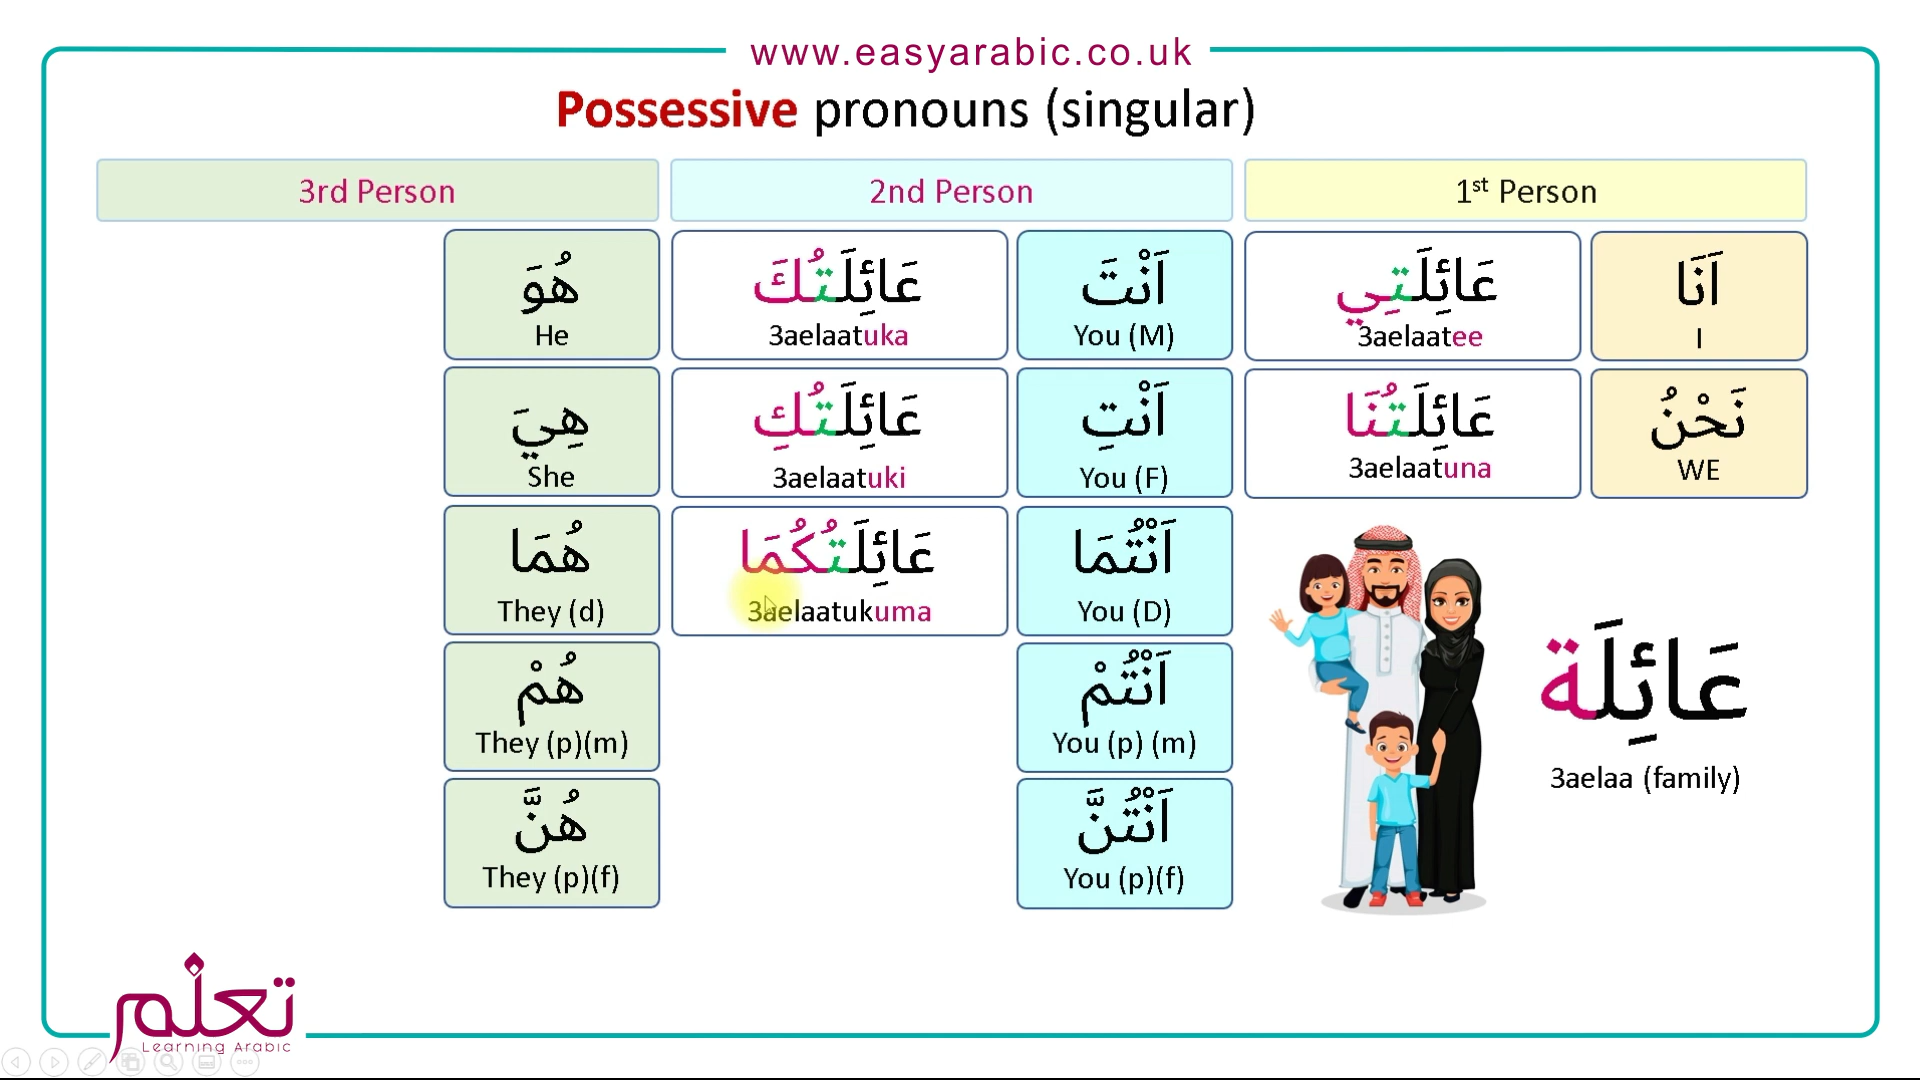 www.easyarabic.co.uk
Possessive pronouns (singular)
3rd Person
2nd Person
1st Person
هُوَ
He
عَائِلَتُكَ
3aelaatuka
اَنْتَ
You (M)
عَائِلَتِي
3aelaatee
اَنَا
I
هِيَ
She
عَائِلَتُكِ
3aelaatuki
اَنْتِ
You (F)
عَائِلَتُنَا
3aelaatuna
نَحْنُ
WE
هُمَا
They (d)
عَائِلَتُكُمَا
3aelaatukuma
اَنْتُمَا
You (D)
هُمْ
They (p)(m)
اَنْتُمْ
You (p) (m)
هُنَّ
They (p)(f)
اَنْتُنَّ
You (p)(f)
عَائِلَة
3aelaa (family)
تعلم
Learning Arabic